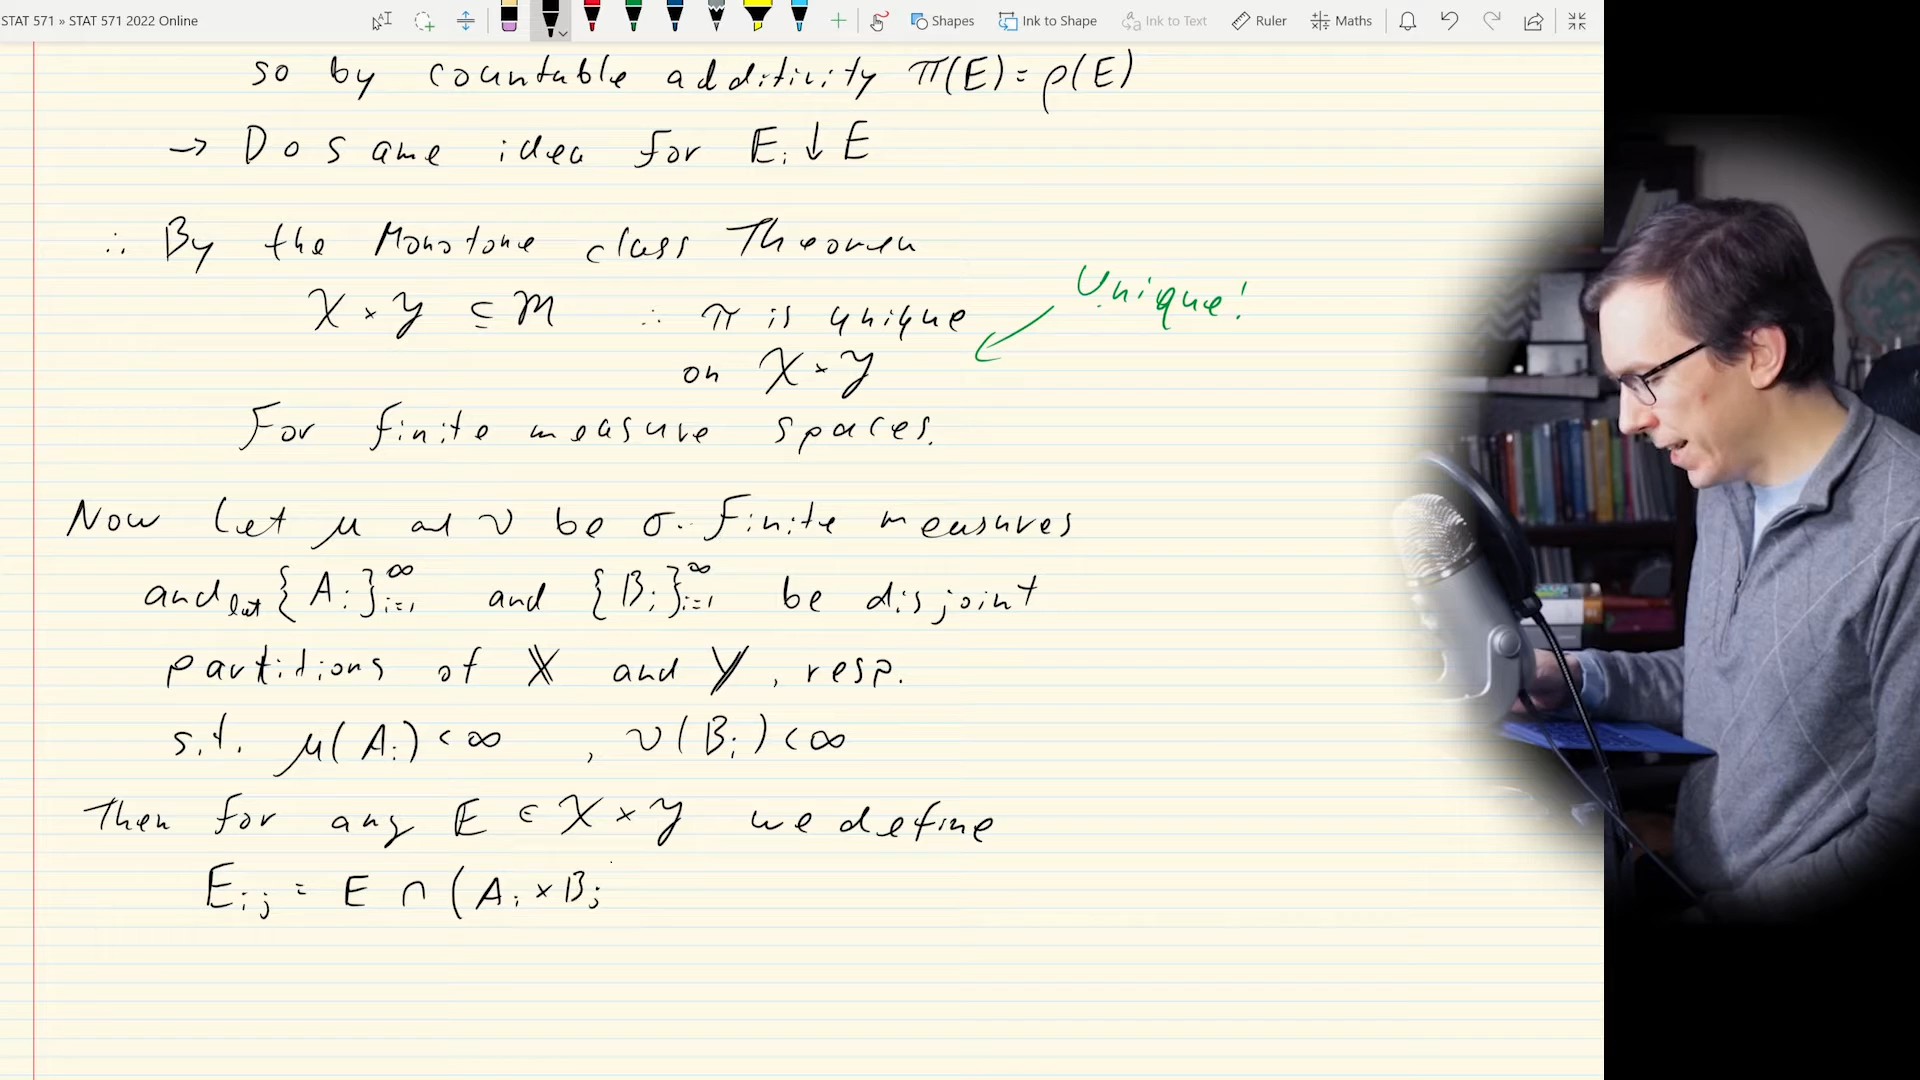 STAT 571 » STAT 571 2022 Online
Shapes Ink to Shape Ink to Text Ruler Maths
so by countable additivity π(E) = ρ(E)
→ Do same idea for Eᵢ ↓ E
∴ By the Monotone class Theorem
𝒳 × 𝒴 ⊆ 𝓜 ∴ π is unique
Unique!
on 𝒳 × 𝒴
For finite measure spaces.
Now let μ and ν be σ-finite measures
and let {Aᵢ}ᵢ₌₁^∞ and {Bᵢ}ᵢ₌₁^∞ be disjoint
partitions of 𝕏 and 𝕐, resp.
s.t. μ(Aᵢ) < ∞ , ν(Bᵢ) < ∞
Then for any E ∈ 𝒳 × 𝒴 we define
Eᵢⱼ = E ∩ (Aᵢ × Bⱼ